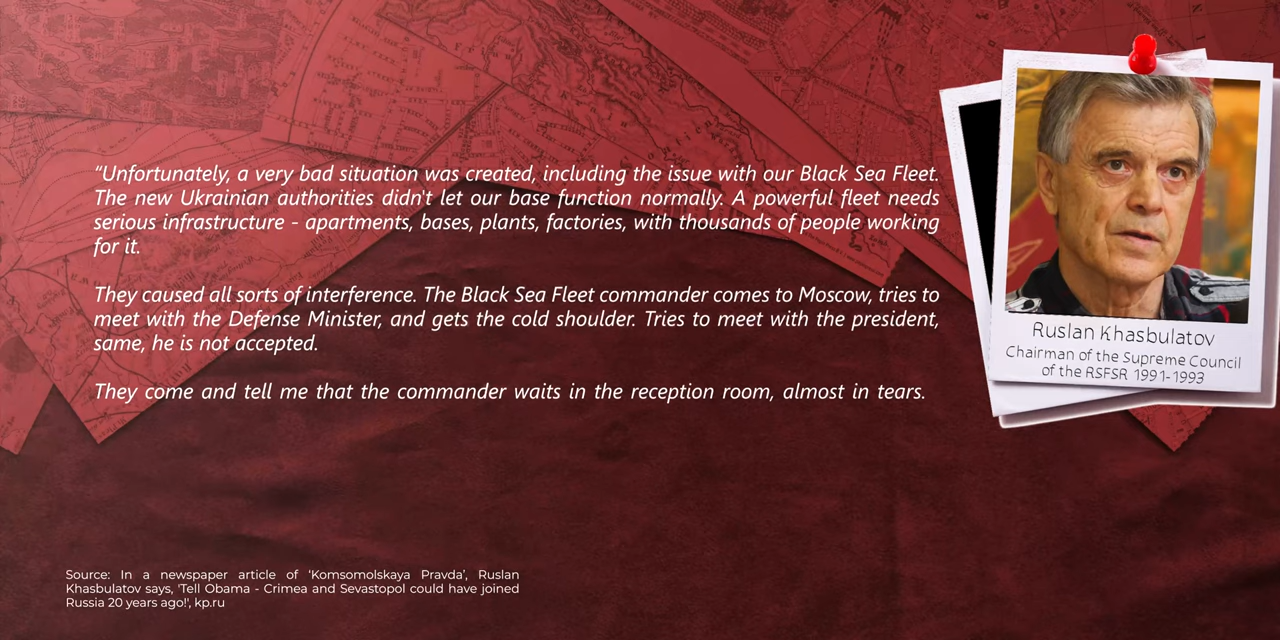 “Unfortunately, a very bad situation was created, including the issue with our Black Sea Fleet.
The new Ukrainian authorities didn't let our base function normally. A powerful fleet needs
serious infrastructure - apartments, bases, plants, factories, with thousands of people working
for it.
They caused all sorts of interference. The Black Sea Fleet commander comes to Moscow, tries to
meet with the Defense Minister, and gets the cold shoulder. Tries to meet with the president,
same, he is not accepted.
They come and tell me that the commander waits in the reception room, almost in tears.
Ruslan Khasbulatov
Chairman of the Supreme Council
of the RSFSR 1991-1993
Source: In a newspaper article of 'Komsomolskaya Pravda', Ruslan
Khasbulatov says, 'Tell Obama - Crimea and Sevastopol could have joined
Russia 20 years ago!', kp.ru